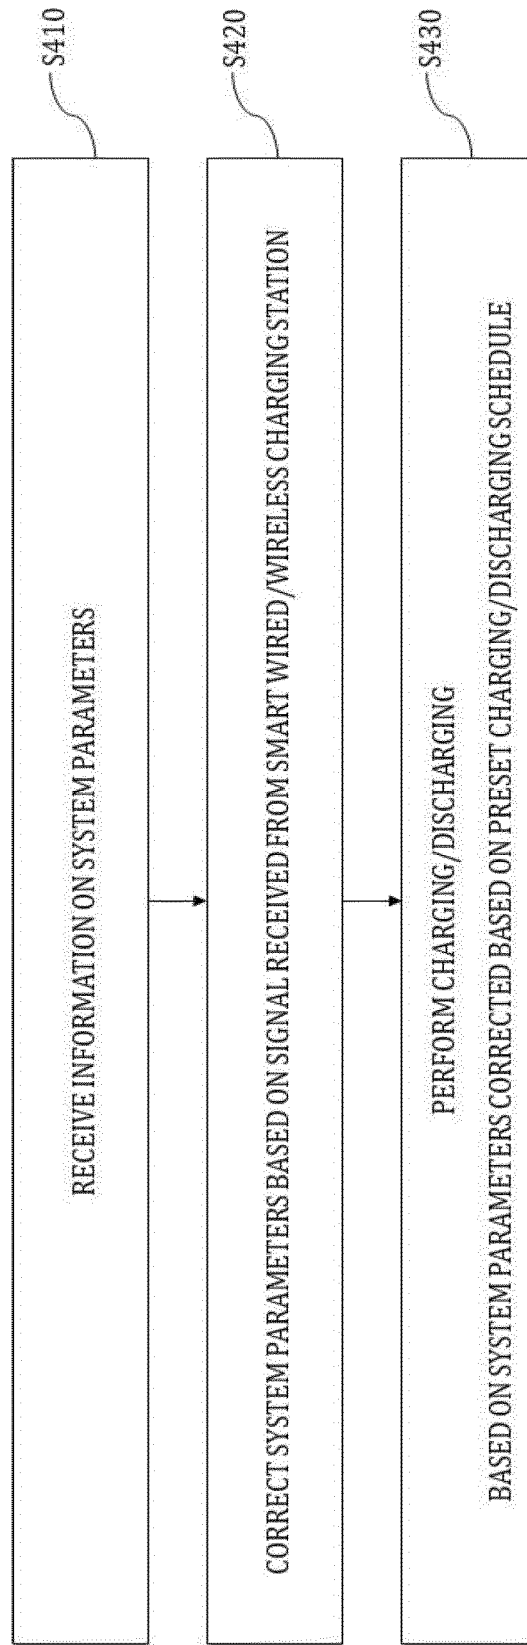 RECEIVE INFORMATION ON SYSTEM PARAMETERS
S410
CORRECT SYSTEM PARAMETERS BASED ON SIGNAL RECEIVED FROM SMART WIRED/WIRELESS CHARGING STATION
S420
PERFORM CHARGING/DISCHARGING
BASED ON SYSTEM PARAMETERS CORRECTED BASED ON PRESET CHARGING/DISCHARGING SCHEDULE
S430